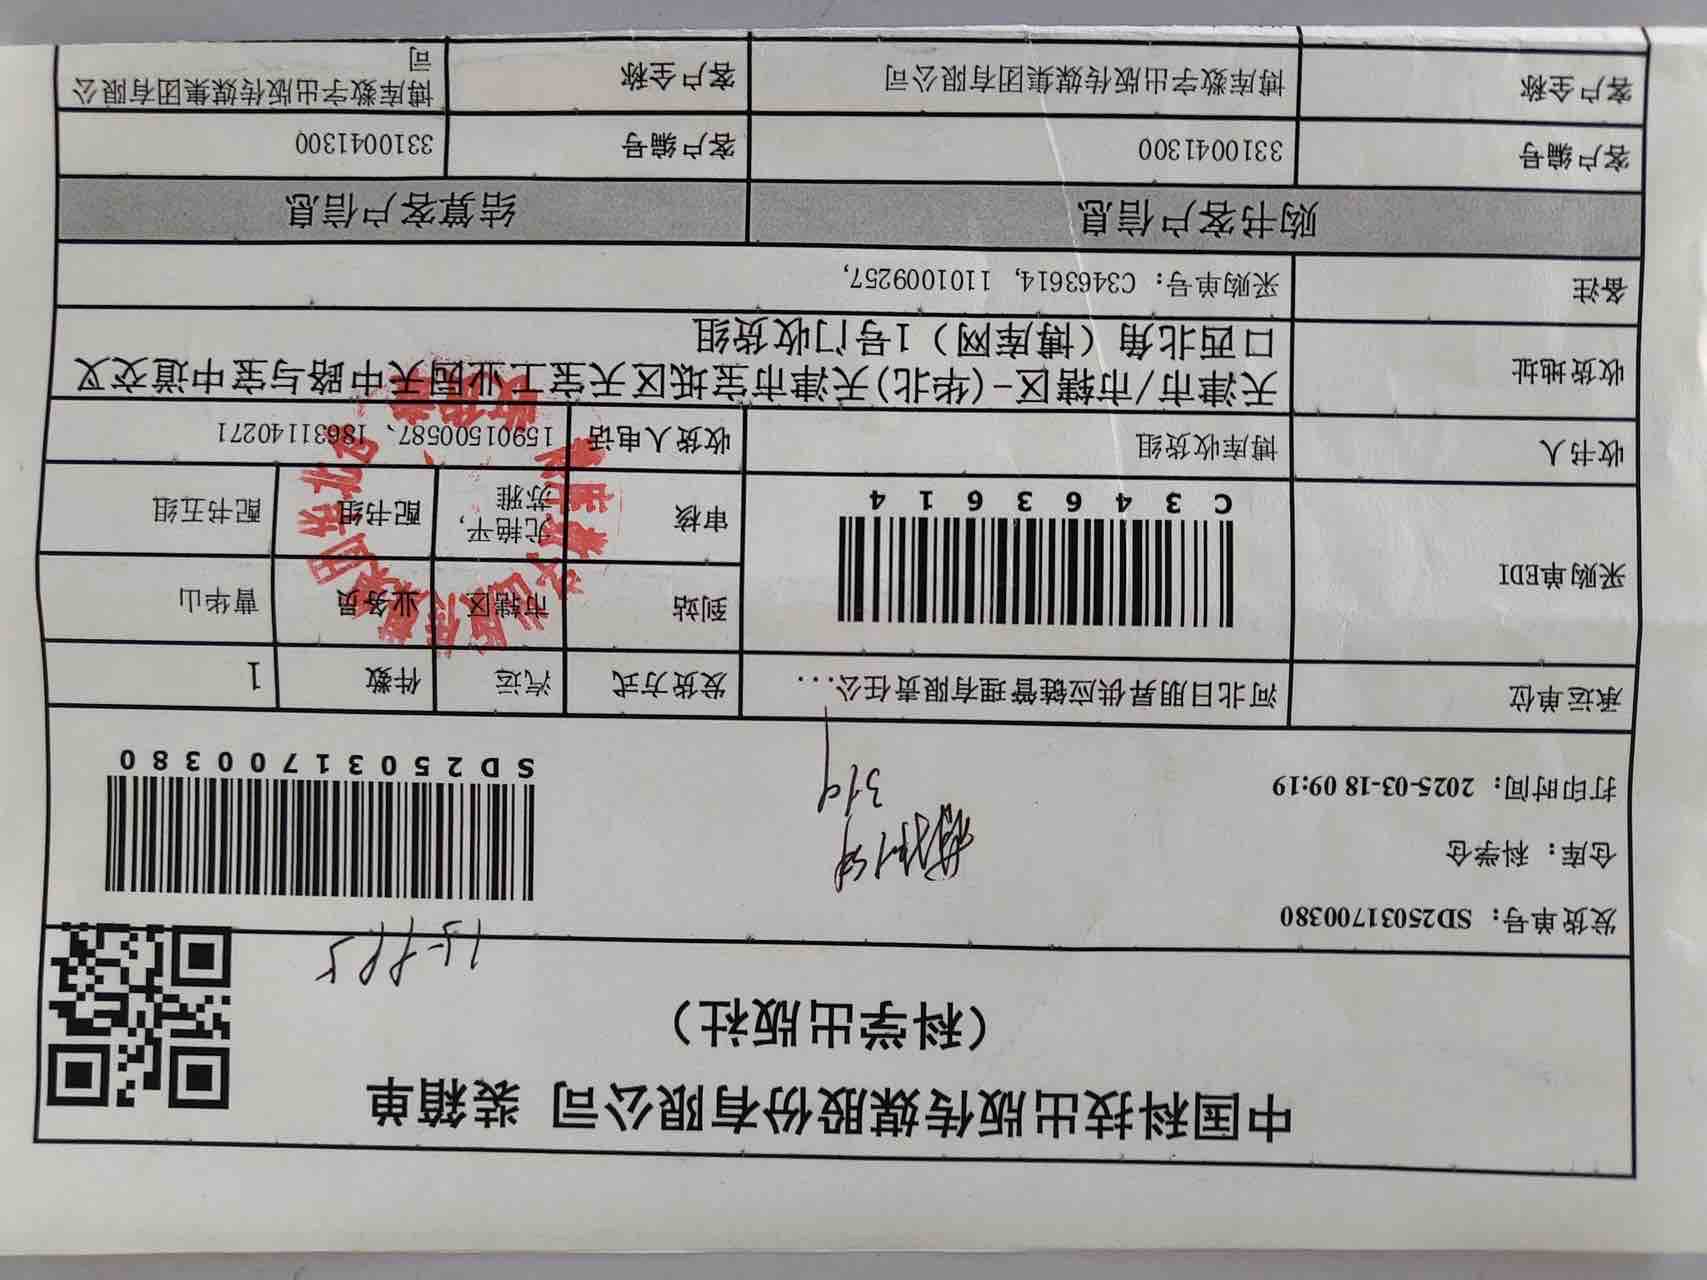 中国科技出版传媒股份有限公司 装箱单
（科学出版社）
发货单号： SD25031700380
仓库： 科学仓
打印时间： 2025-03-18 09:19
319
SD25031700380
承运单位 河北日朋昇供应链管理有限责任公... 发货方式 汽运 件数 1
采购单EDI C3463614 到站 市辖区 业务员 曹华山
审核 尤艳平, 苏雅 配书组 配书五组
收书人 博库收货组 收货人电话 15901500587、18631140271
收货地址 天津市/市辖区-(华北)天津市宝坻区天宝工业园天中路与宝中道交叉
口西北角（博库网）1号门收货组
备注 采购单号： C3463614, 1101009257,
购书客户信息 结算客户信息
客户编号 3310041300 客户编号 3310041300
客户全称 博库数字出版传媒集团有限公司 客户全称 博库数字出版传媒集团有限公
司